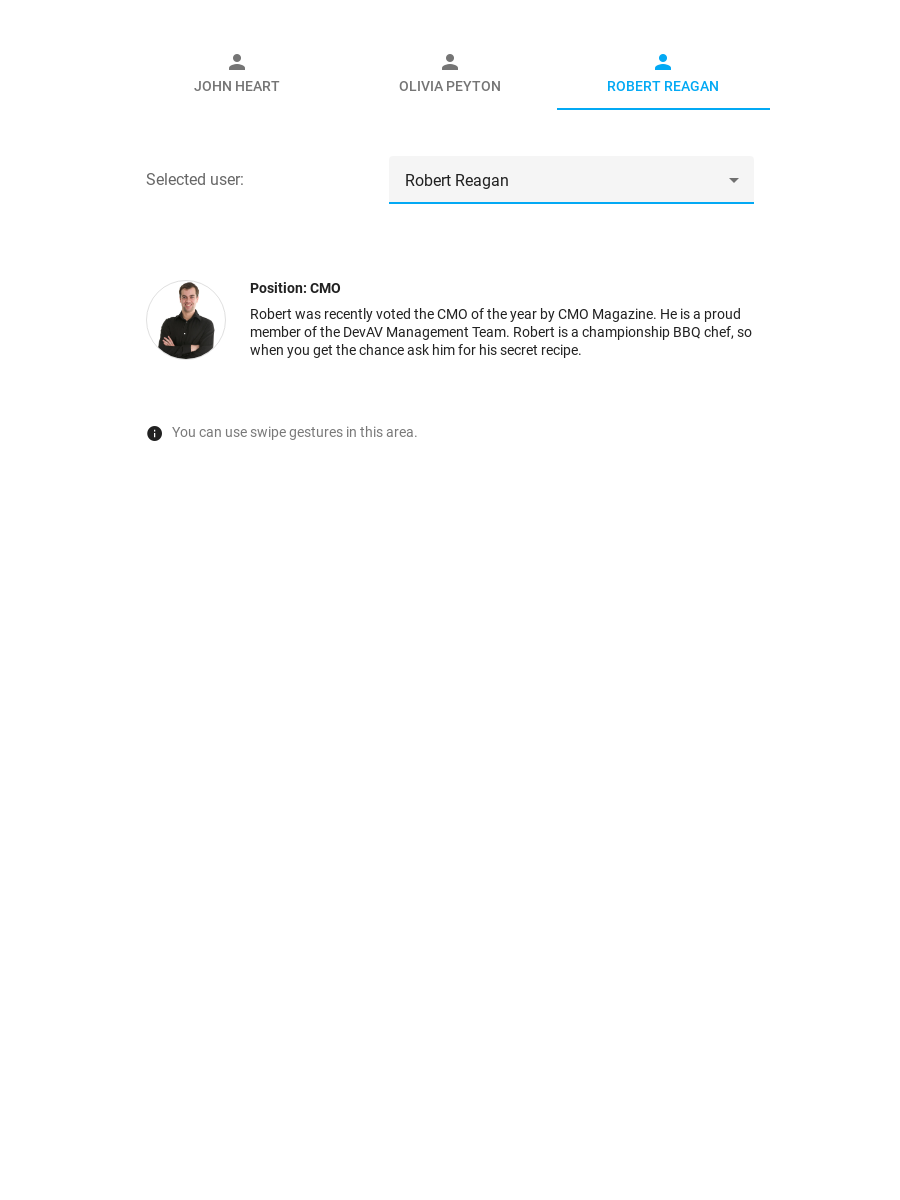 JOHN HEART
OLIVIA PEYTON
ROBERT REAGAN
Selected user:
Robert Reagan
Position: CMO
Robert was recently voted the CMO of the year by CMO Magazine. He is a proud
member of the DevAV Management Team. Robert is a championship BBQ chef, so
when you get the chance ask him for his secret recipe.
You can use swipe gestures in this area.